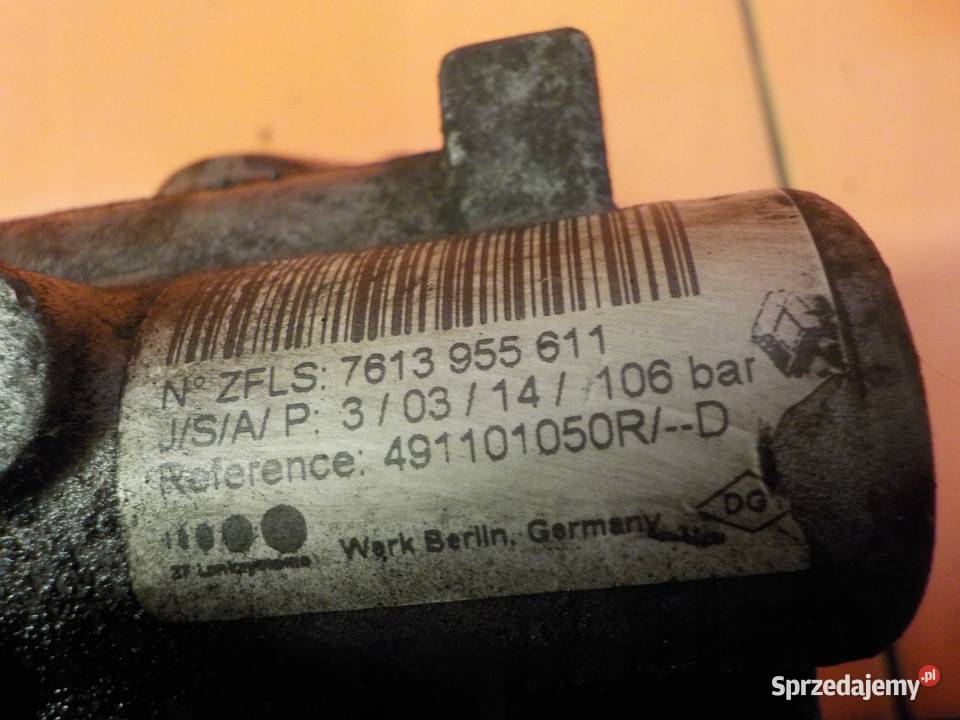 N° ZFLS: 7613 955 611
J/S/A/ P: 3 / 03 / 14 / 106 bar
Reference: 491101050R/--D
DG
Werk Berlin, Germany
ZF Lenksysteme
Sprzedajemy.pl